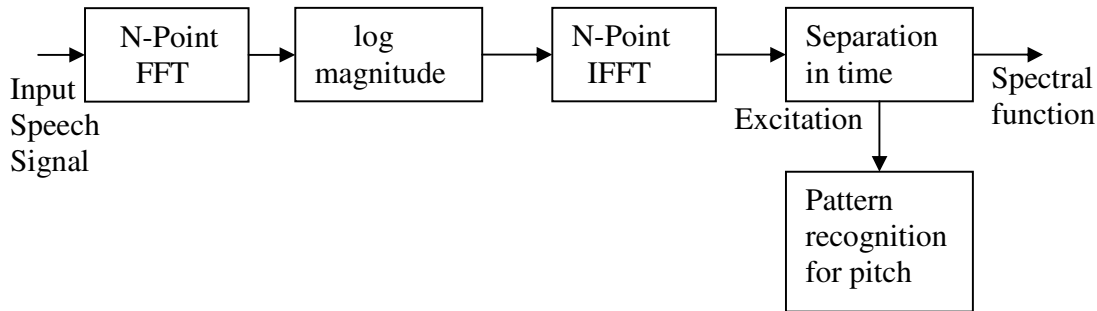 N-Point
FFT
log
magnitude
N-Point
IFFT
Separation
in time
Input
Speech
Signal
Spectral
function
Excitation
Pattern
recognition
for pitch